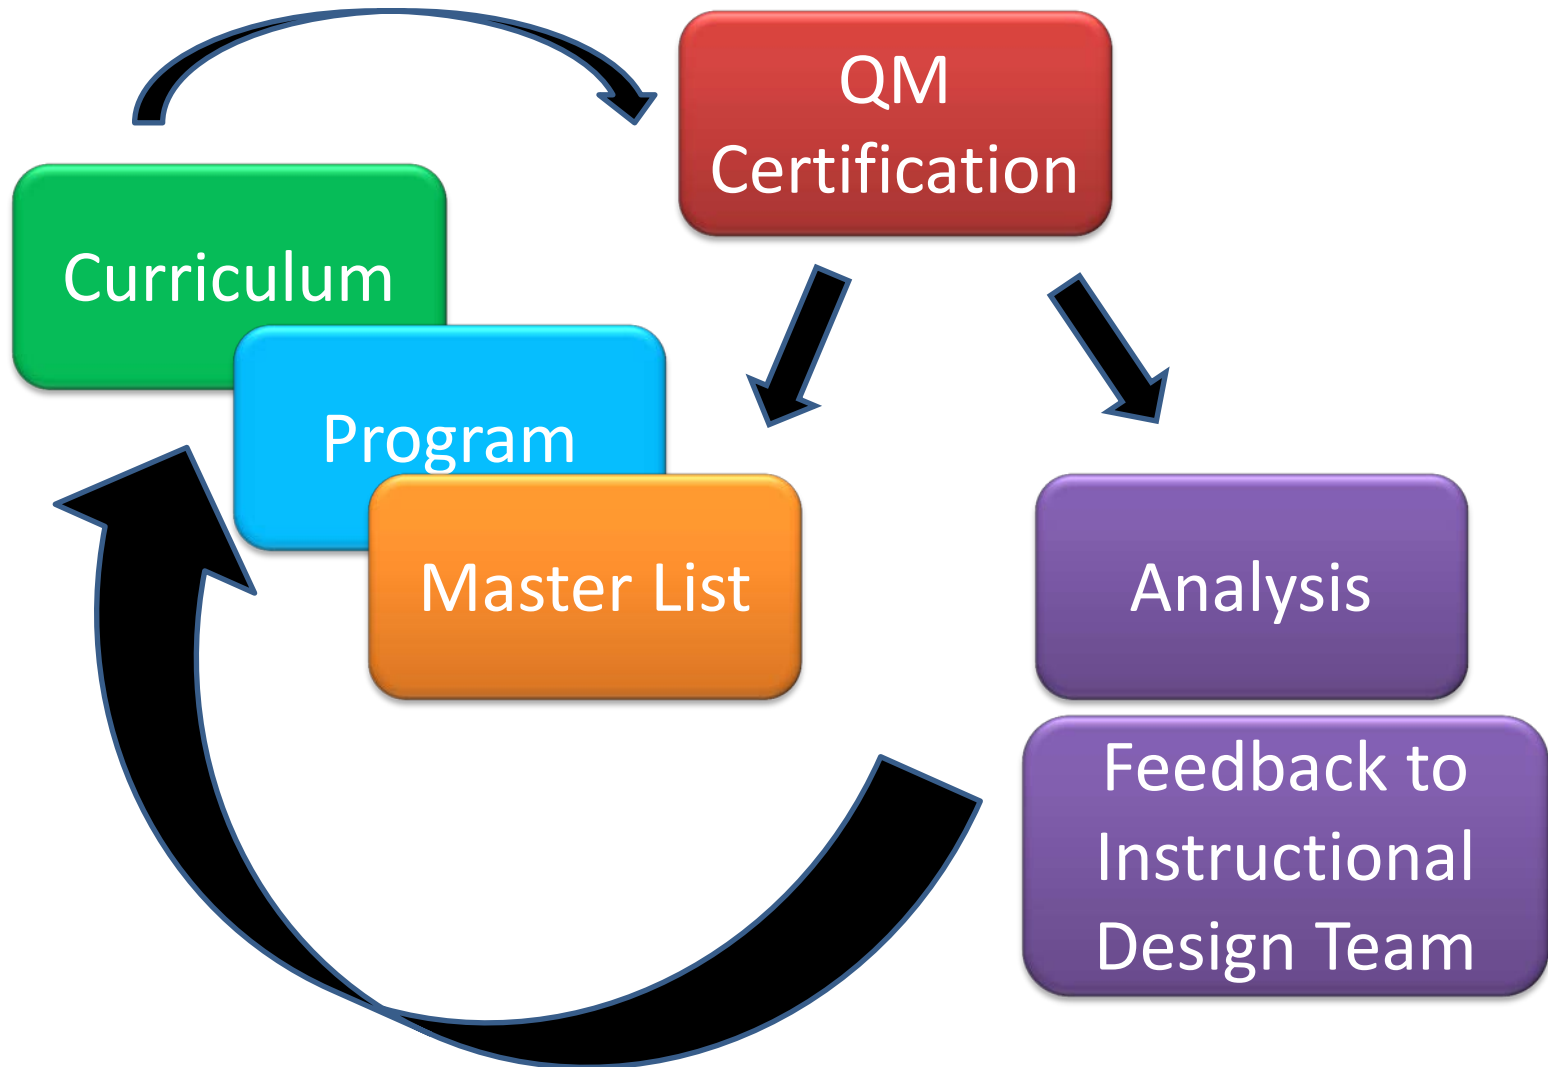 QM
Certification
Curriculum
Program
Master List
Analysis
Feedback to
Instructional
Design Team